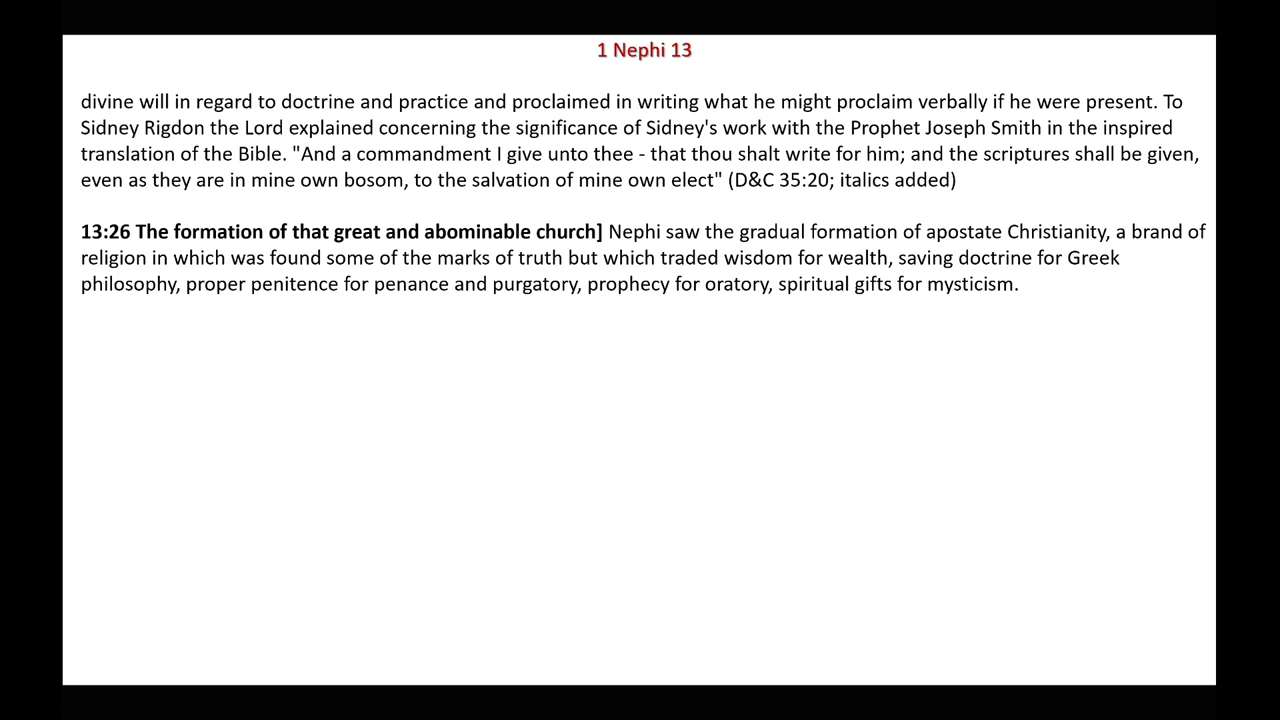 1 Nephi 13
divine will in regard to doctrine and practice and proclaimed in writing what he might proclaim verbally if he were present. To
Sidney Rigdon the Lord explained concerning the significance of Sidney's work with the Prophet Joseph Smith in the inspired
translation of the Bible. "And a commandment I give unto thee - that thou shalt write for him; and the scriptures shall be given,
even as they are in mine own bosom, to the salvation of mine own elect" (D&C 35:20; italics added)
13:26 The formation of that great and abominable church] Nephi saw the gradual formation of apostate Christianity, a brand of
religion in which was found some of the marks of truth but which traded wisdom for wealth, saving doctrine for Greek
philosophy, proper penitence for penance and purgatory, prophecy for oratory, spiritual gifts for mysticism.